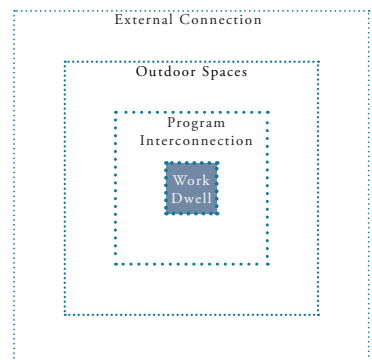 External Connection
Outdoor Spaces
Program
Interconnection
Work
Dwell